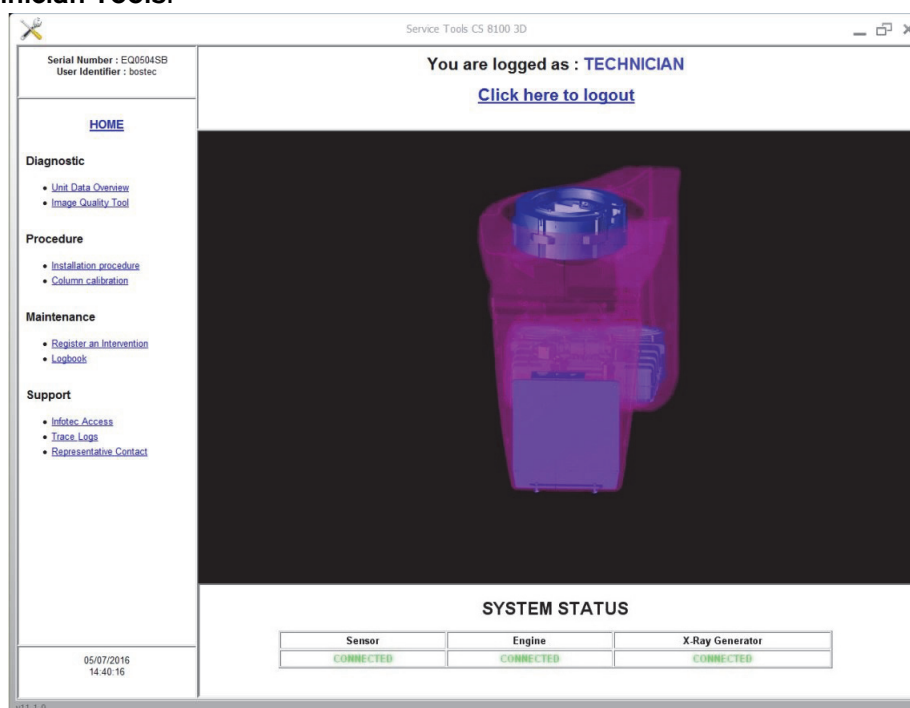 nician Tools.
Service Tools CS 8100 3D
Serial Number : EQ0504SB
User Identifier : bostec
You are logged as : TECHNICIAN
Click here to logout
HOME
Diagnostic
Unit Data Overview
Image Quality Tool
Procedure
Installation procedure
Column calibration
Maintenance
Register an Intervention
Logbook
Support
Infotec Access
Trace Logs
Representative Contact
SYSTEM STATUS
Sensor Engine X-Ray Generator
CONNECTED CONNECTED CONNECTED
05/07/2016
14:40:16